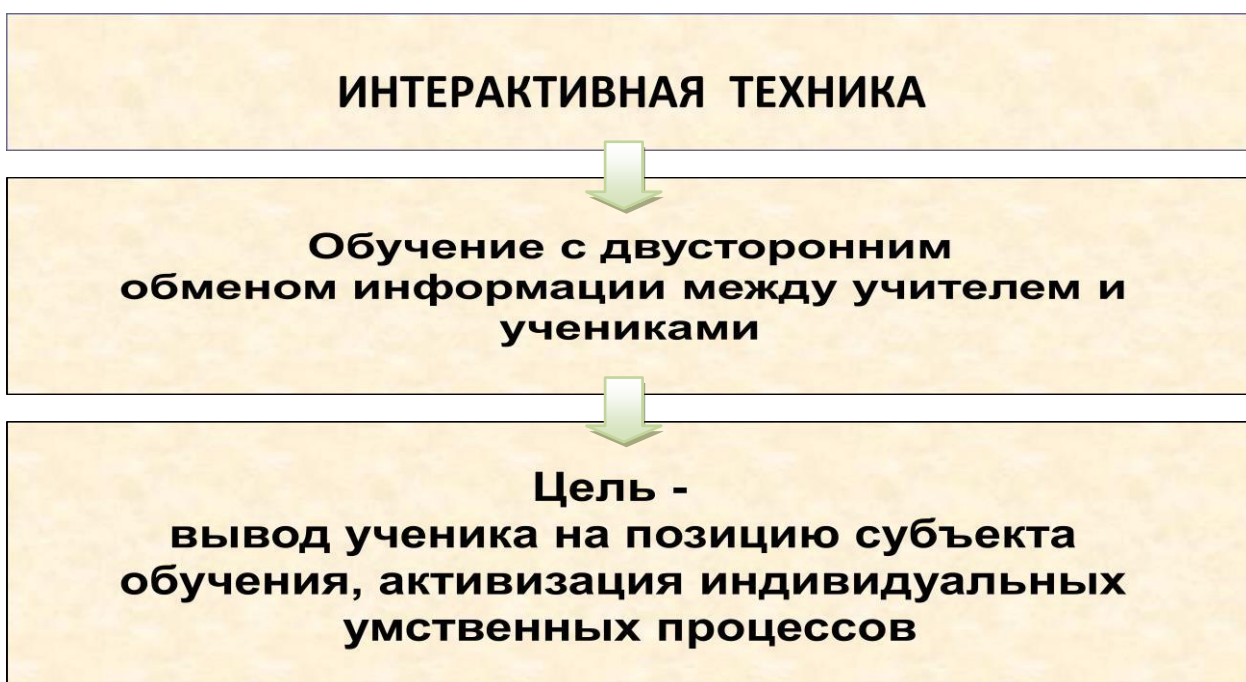 ИНТЕРАКТИВНАЯ ТЕХНИКА
Обучение с двусторонним
обменом информации между учителем и
учениками
Цель -
вывод ученика на позицию субъекта
обучения, активизация индивидуальных
умственных процессов